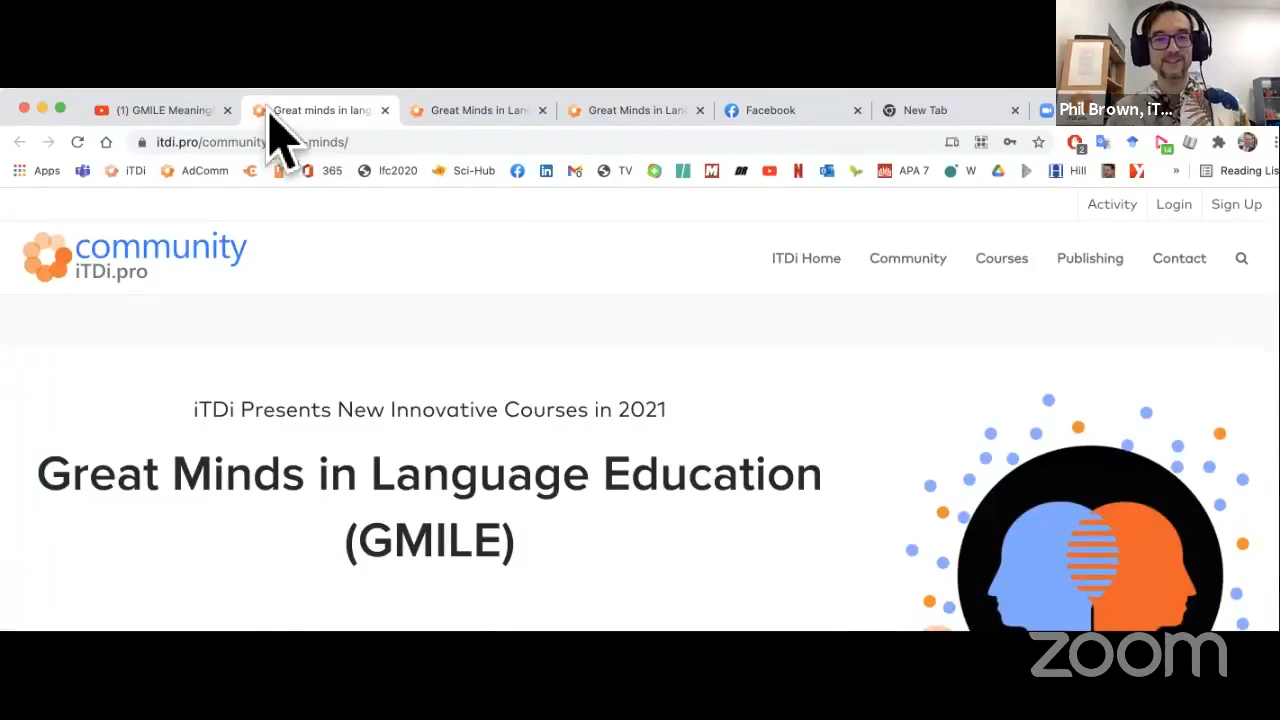 Phil Brown, iT...
(1) GMILE Meaning
Great minds in lang
Great Minds in Lan
Great Minds in Lan
Facebook
New Tab
itdi.pro/community
minds/
2
14
Apps
iTDi
AdComm
365
lfc2020
Sci-Hub
TV
APA 7
W
Hill
»
Reading Lis
Activity
Login
Sign Up
community
iTDi.pro
ITDi Home
Community
Courses
Publishing
Contact
iTDi Presents New Innovative Courses in 2021
Great Minds in Language Education
(GMILE)
zoom